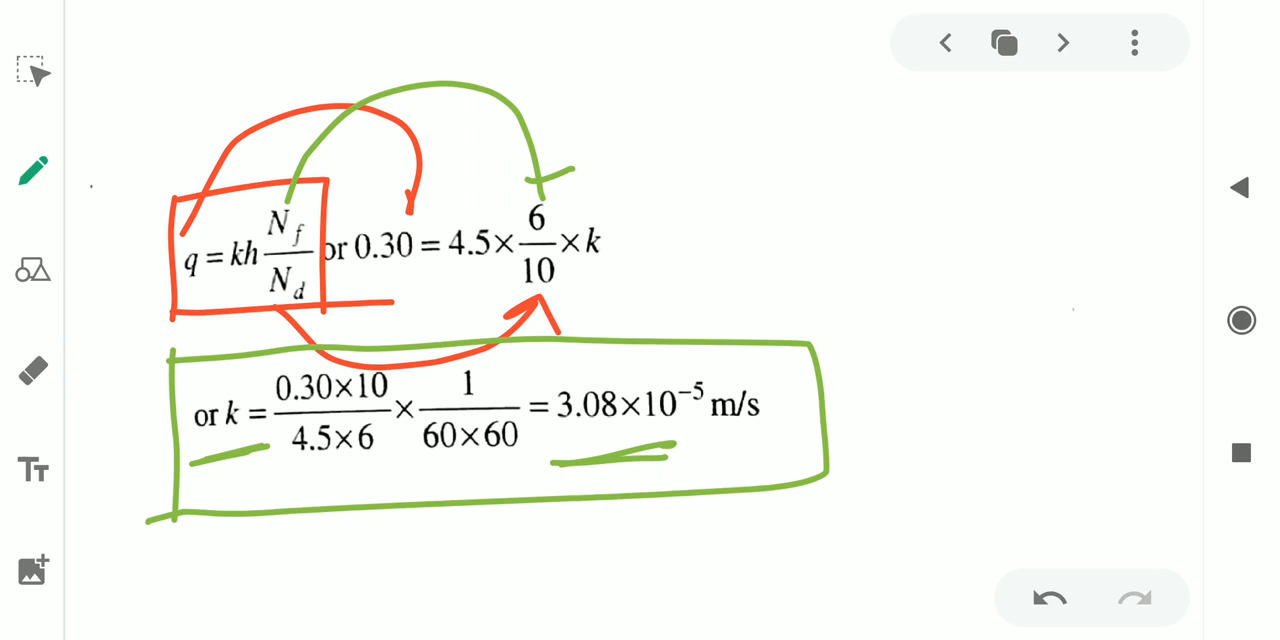 q = kh N_f/N_d or 0.30 = 4.5 × 6/10 × k
or k = 0.30×10/4.5×6 × 1/60×60 = 3.08×10⁻⁵ m/s
TT